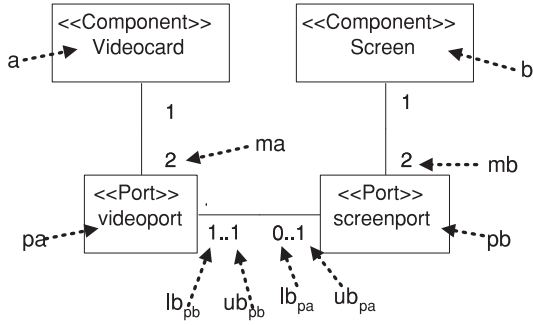 <<Component>>
Videocard
<<Component>>
Screen
a
b
1
1
ma
2
2
mb
<<Port>>
videoport
<<Port>>
screenport
pa
1..1
0..1
pb
lbpb
ubpb
lbpa
ubpa